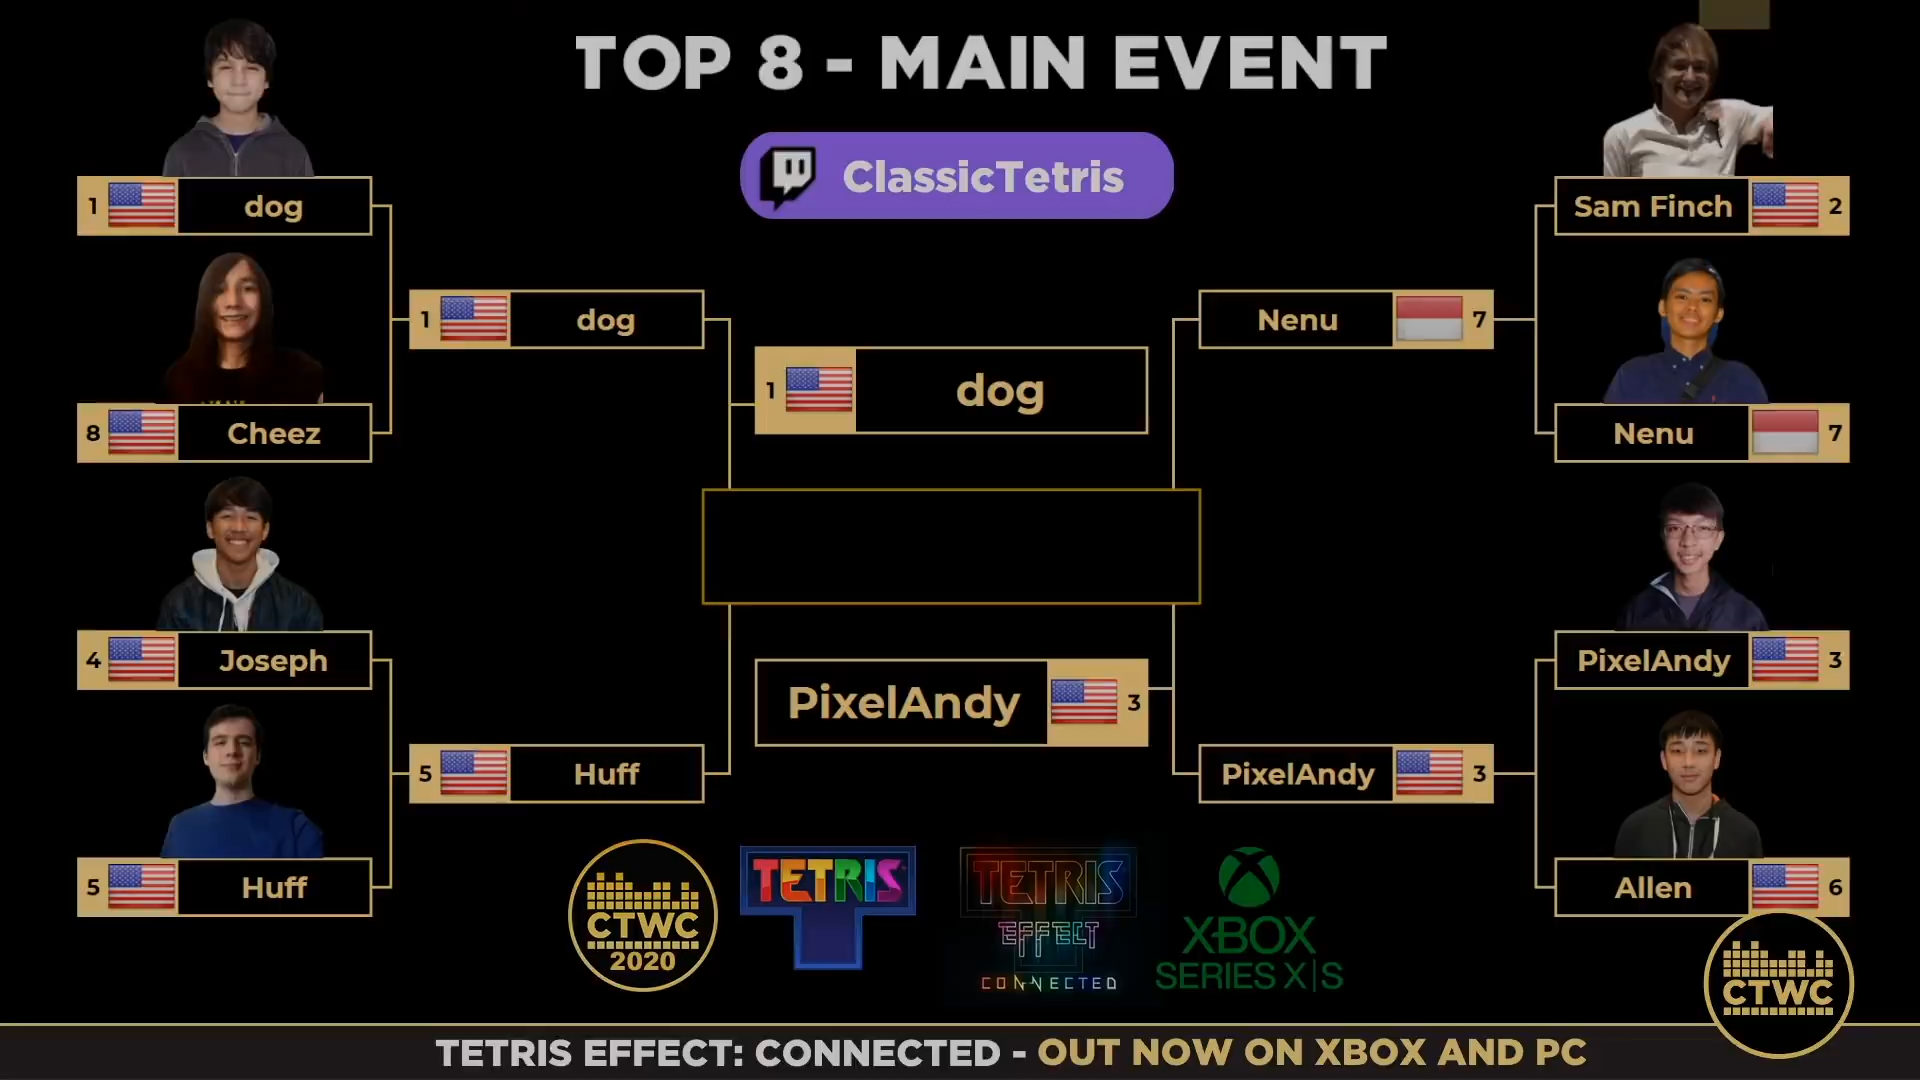 TOP 8 - MAIN EVENT
ClassicTetris
1 dog
8 Cheez
4 Joseph
5 Huff
1 dog
5 Huff
1 dog
PixelAndy 3
Nenu 7
PixelAndy 3
Sam Finch 2
Nenu 7
PixelAndy 3
Allen 6
CTWC
2020
TETRIS
TETRIS
EFFECT
CONNECTED
XBOX
SERIES X|S
CTWC
TETRIS EFFECT: CONNECTED - OUT NOW ON XBOX AND PC